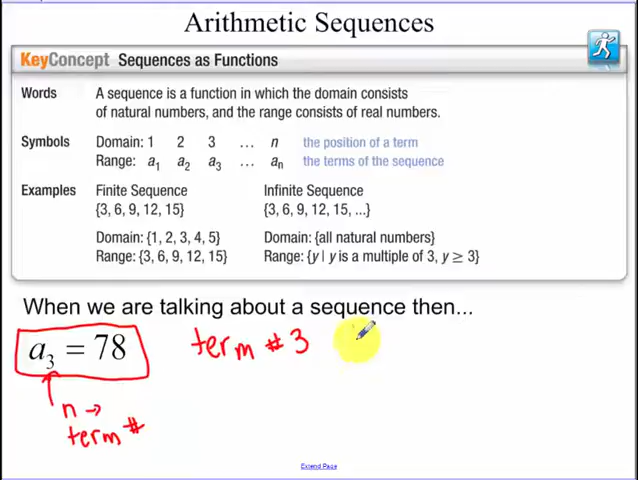 Arithmetic Sequences
KeyConcept Sequences as Functions
Words A sequence is a function in which the domain consists
of natural numbers, and the range consists of real numbers.
Symbols Domain: 1 2 3 … n the position of a term
Range: a₁ a₂ a₃ … aₙ the terms of the sequence
Examples Finite Sequence Infinite Sequence
{3, 6, 9, 12, 15} {3, 6, 9, 12, 15, ...}
Domain: {1, 2, 3, 4, 5} Domain: {all natural numbers}
Range: {3, 6, 9, 12, 15} Range: {y | y is a multiple of 3, y ≥ 3}
When we are talking about a sequence then...
a₃ = 78 term # 3
n →
term #
Extend Page